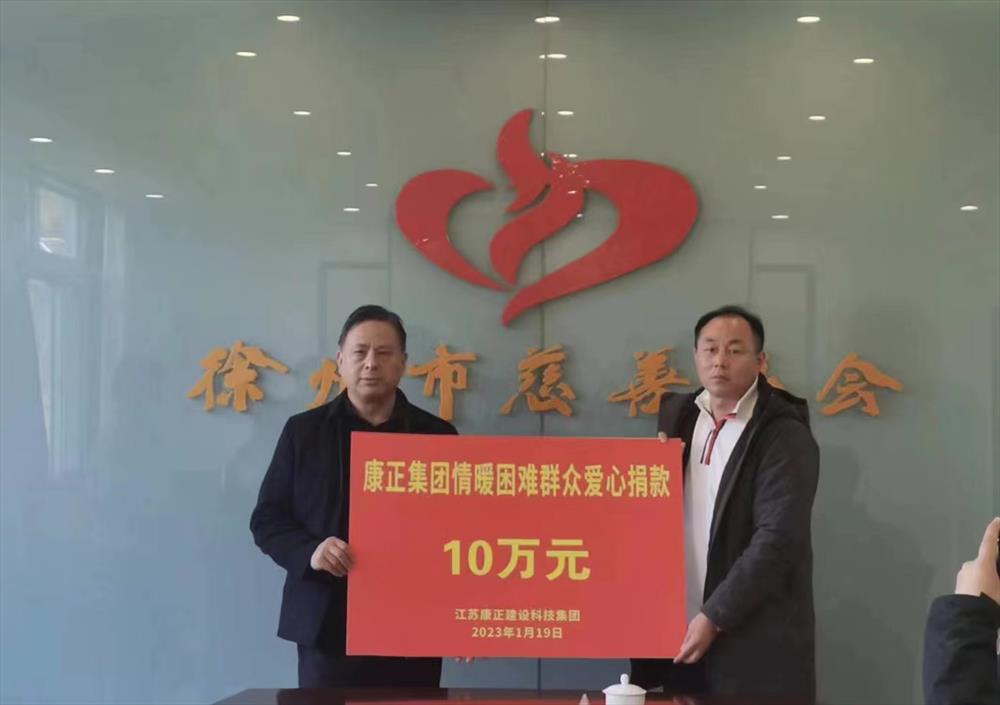 徐州市慈善 会
康正集团情暖困难群众爱心捐款
10万元
江苏康正建设科技集团
2023年1月19日